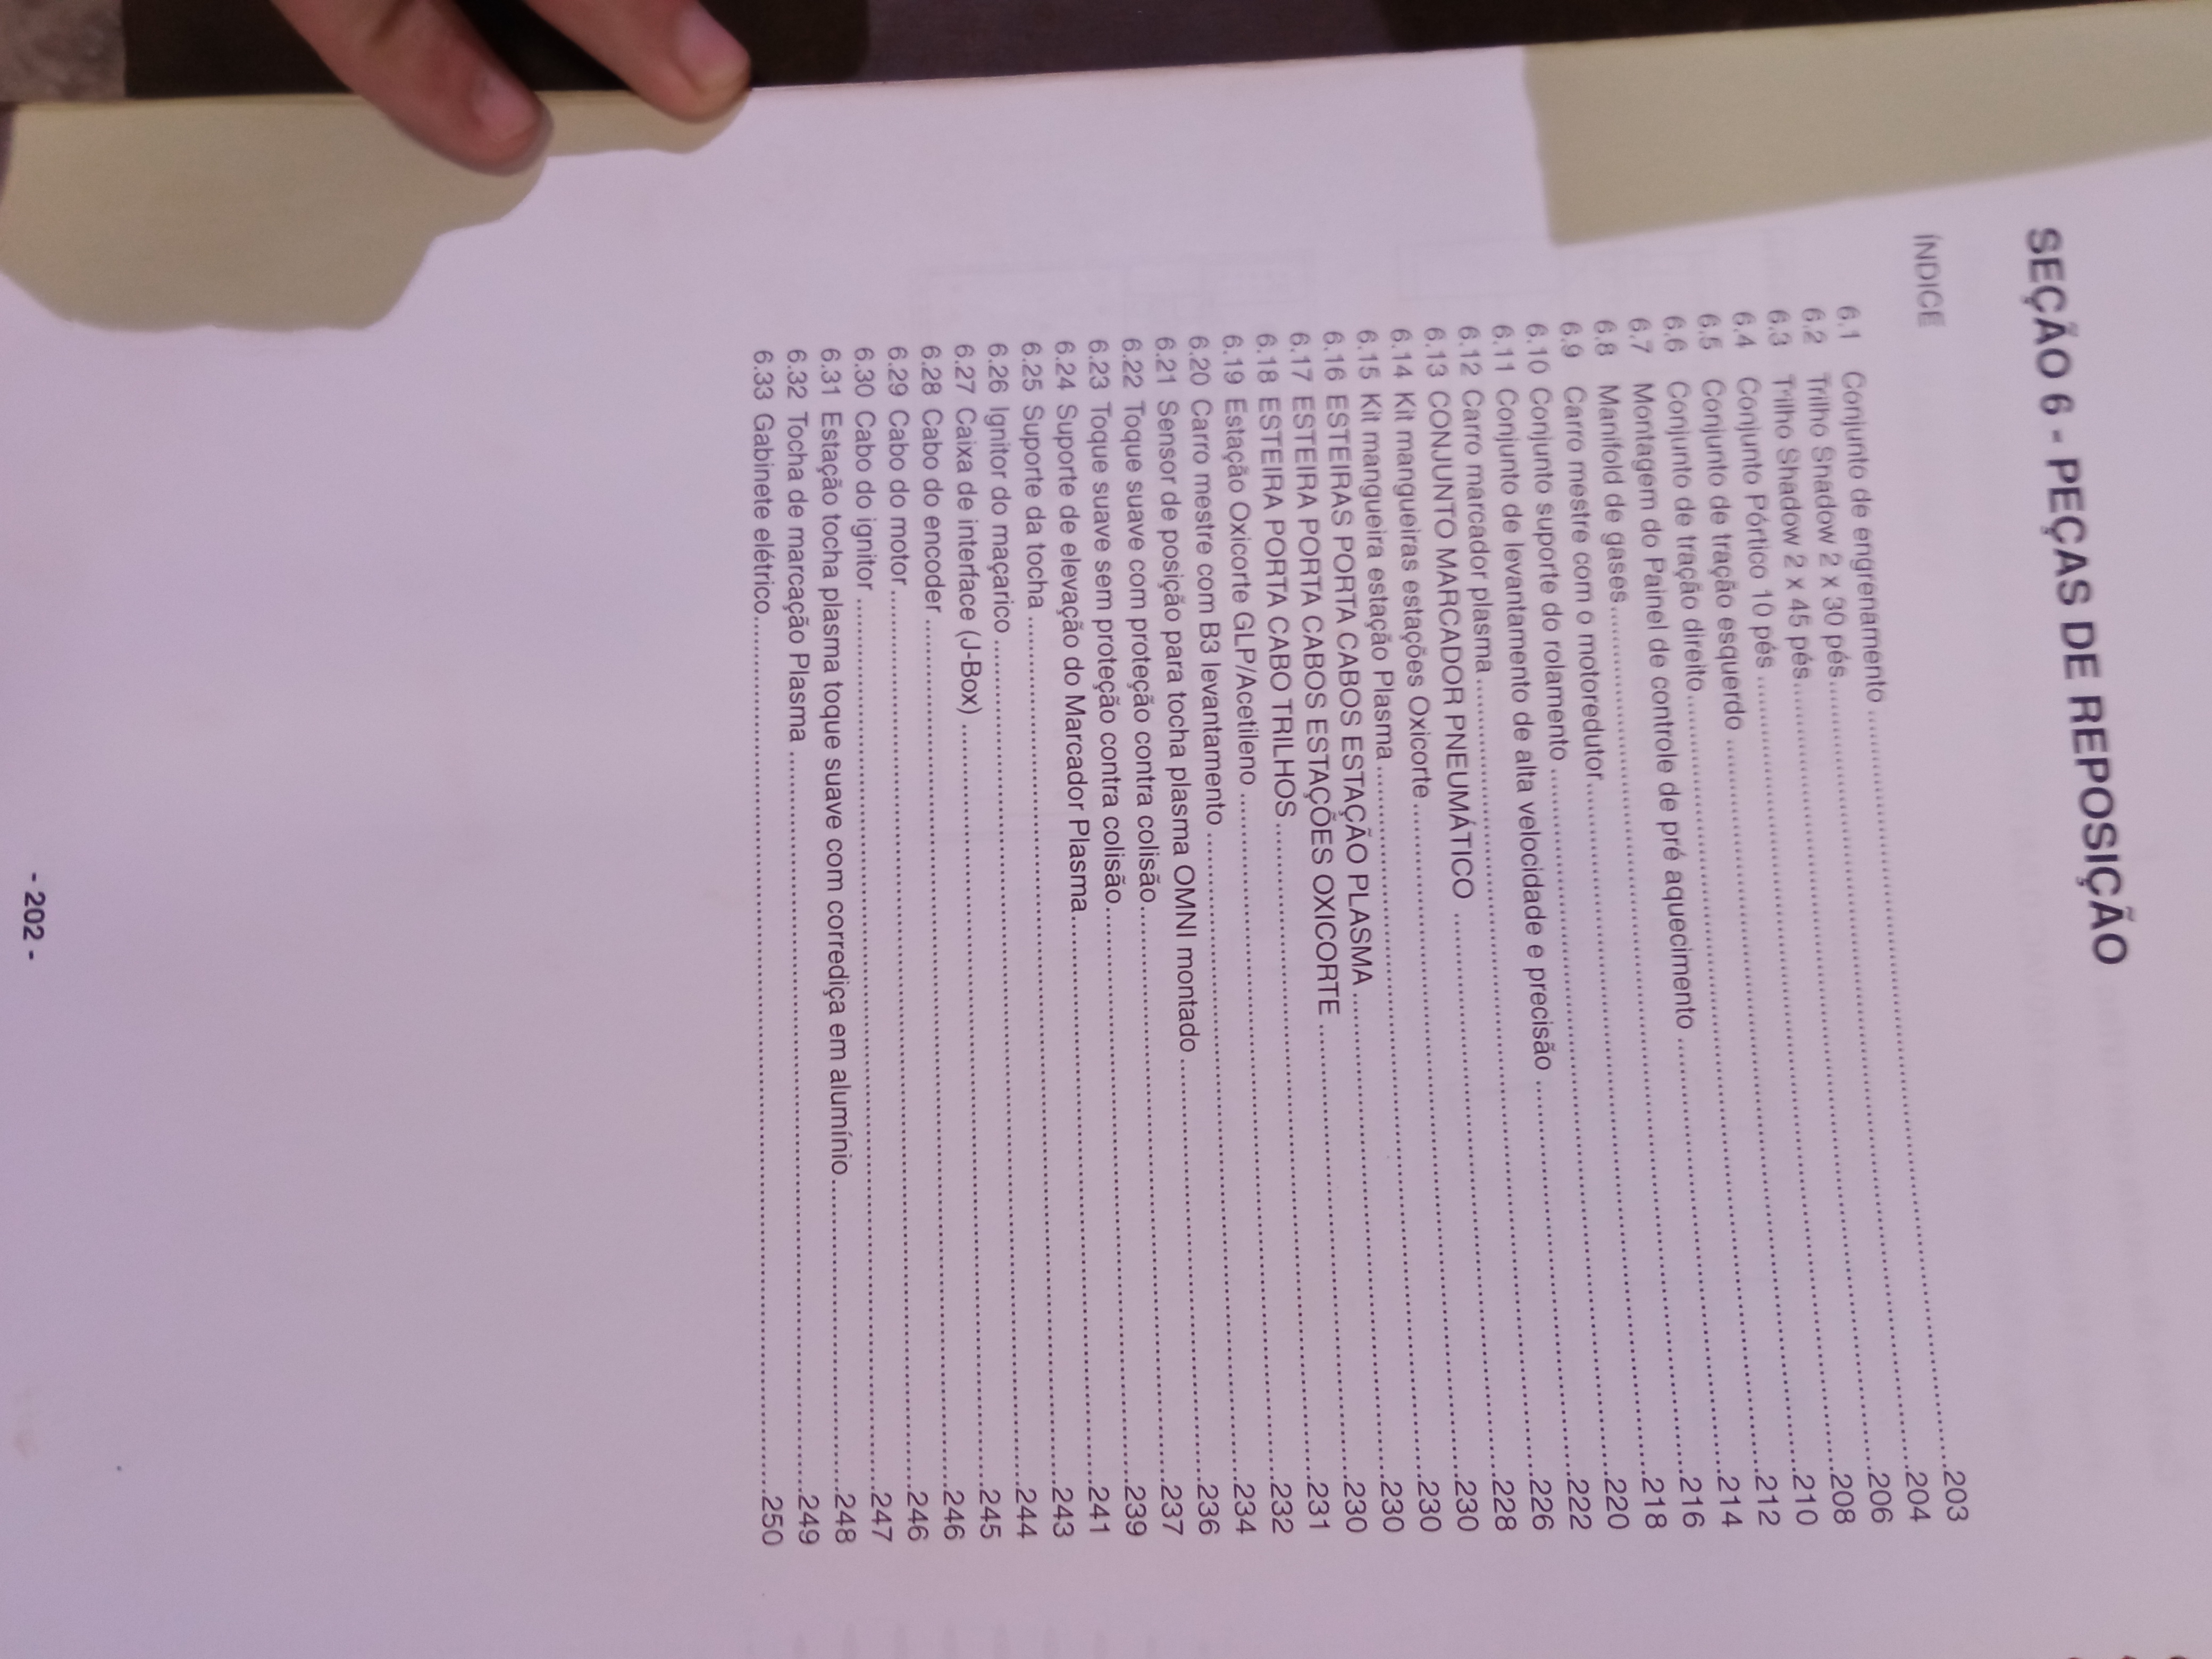 SEÇÃO 6 - PEÇAS DE REPOSIÇÃO
ÍNDICE
6.1 Conjunto de engrenamento ........203
6.2 Trilho Shadow 2 x 30 pés........204
6.3 Trilho Shadow 2 x 45 pés........206
6.4 Conjunto Pórtico 10 pés ........208
6.5 Conjunto de tração esquerdo ........210
6.6 Conjunto de tração direito........212
6.7 Montagem do Painel de controle de pré aquecimento ........214
6.8 Manifold de gases........216
6.9 Carro mestre com o motoredutor........218
6.10 Conjunto suporte do rolamento ........220
6.11 Conjunto de levantamento de alta velocidade e precisão ........222
6.12 Carro marcador plasma........226
6.13 CONJUNTO MARCADOR PNEUMÁTICO ........228
6.14 Kit mangueiras estações Oxicorte........230
6.15 Kit mangueira estação Plasma........230
6.16 ESTEIRAS PORTA CABOS ESTAÇÃO PLASMA ........230
6.17 ESTEIRA PORTA CABOS ESTAÇÕES OXICORTE ........230
6.18 ESTEIRA PORTA CABO TRILHOS........231
6.19 Estação Oxicorte GLP/Acetileno ........232
6.20 Carro mestre com B3 levantamento ........234
6.21 Sensor de posição para tocha plasma OMNI montado ........236
6.22 Toque suave com proteção contra colisão........237
6.23 Toque suave sem proteção contra colisão........239
6.24 Suporte de elevação do Marcador Plasma........241
6.25 Suporte da tocha ........243
6.26 Ignitor do maçarico ........244
6.27 Caixa de interface (J-Box) ........245
6.28 Cabo do encoder ........246
6.29 Cabo do motor ........246
6.30 Cabo do ignitor ........247
6.31 Estação tocha plasma toque suave com corrediça em alumínio........248
6.32 Tocha de marcação Plasma ........249
6.33 Gabinete elétrico........250
- 202 -